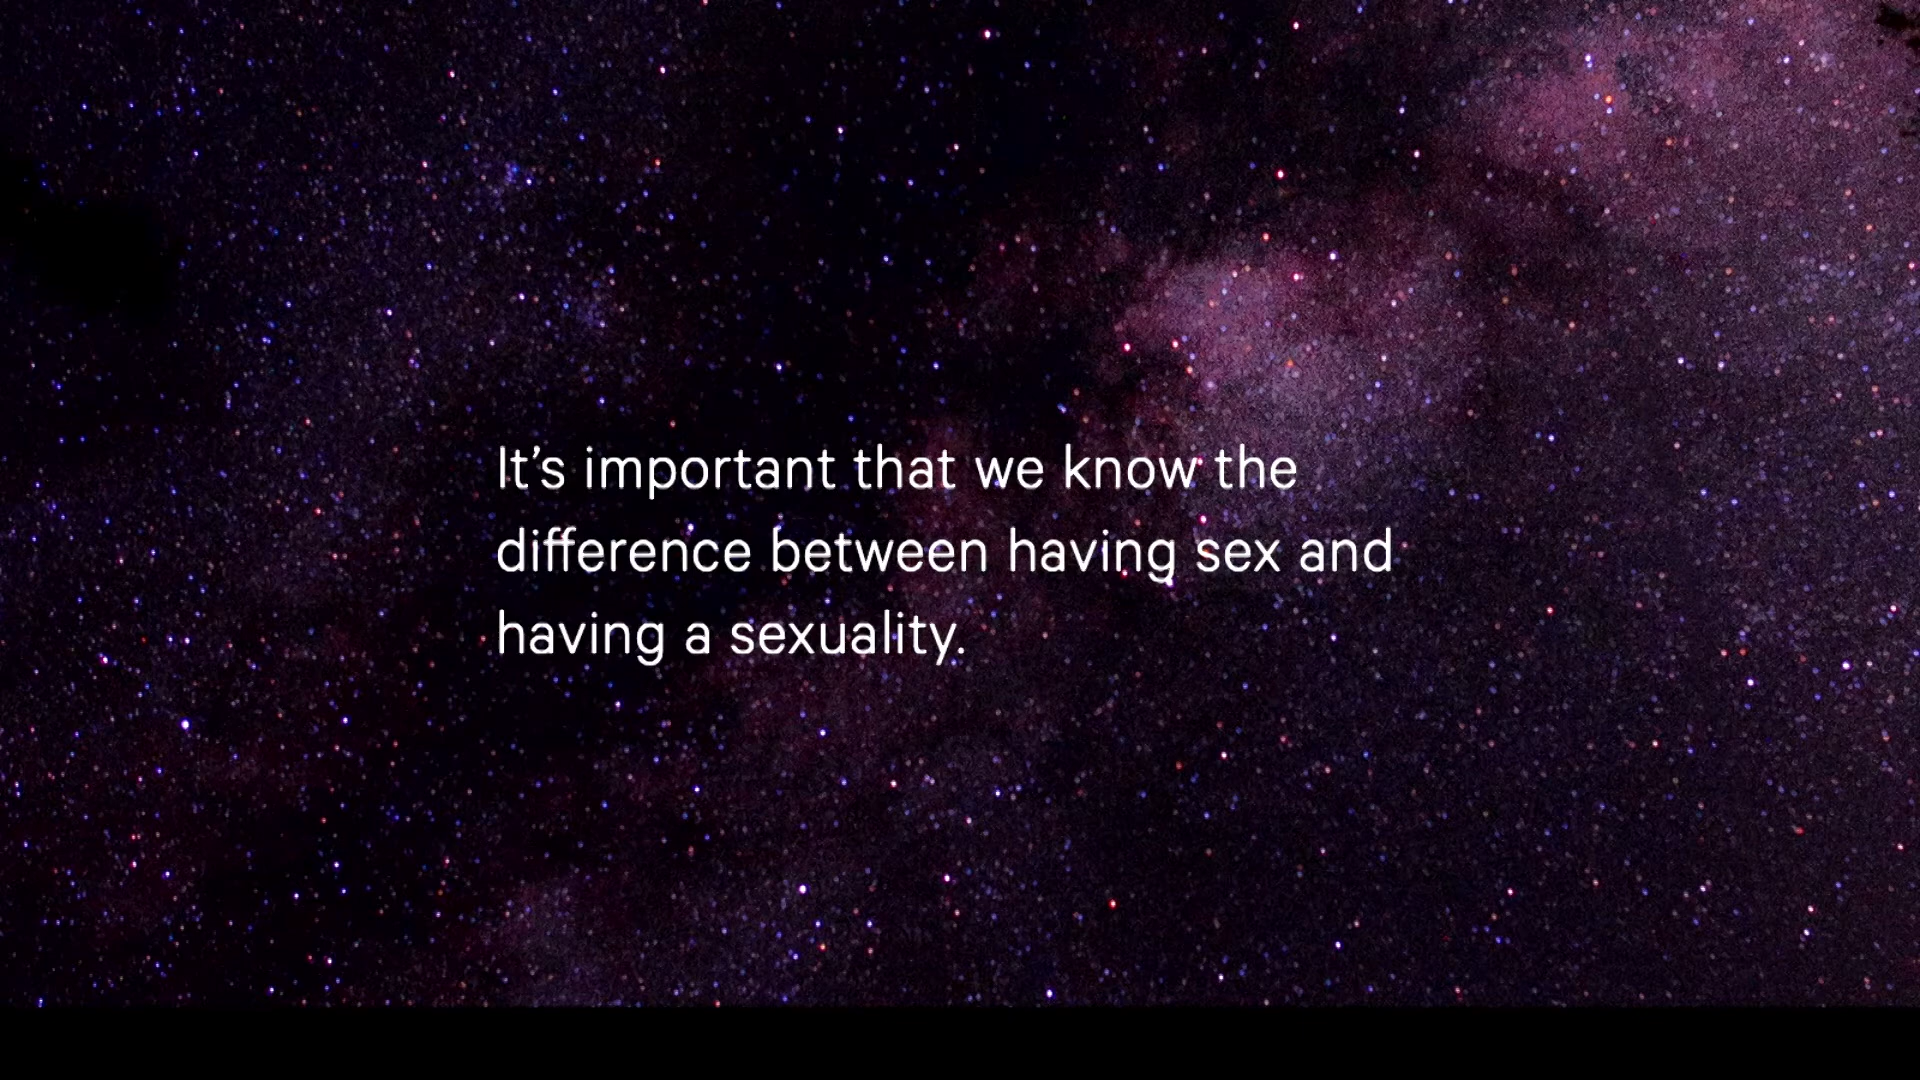 It’s important that we know the
difference between having sex and
having a sexuality.